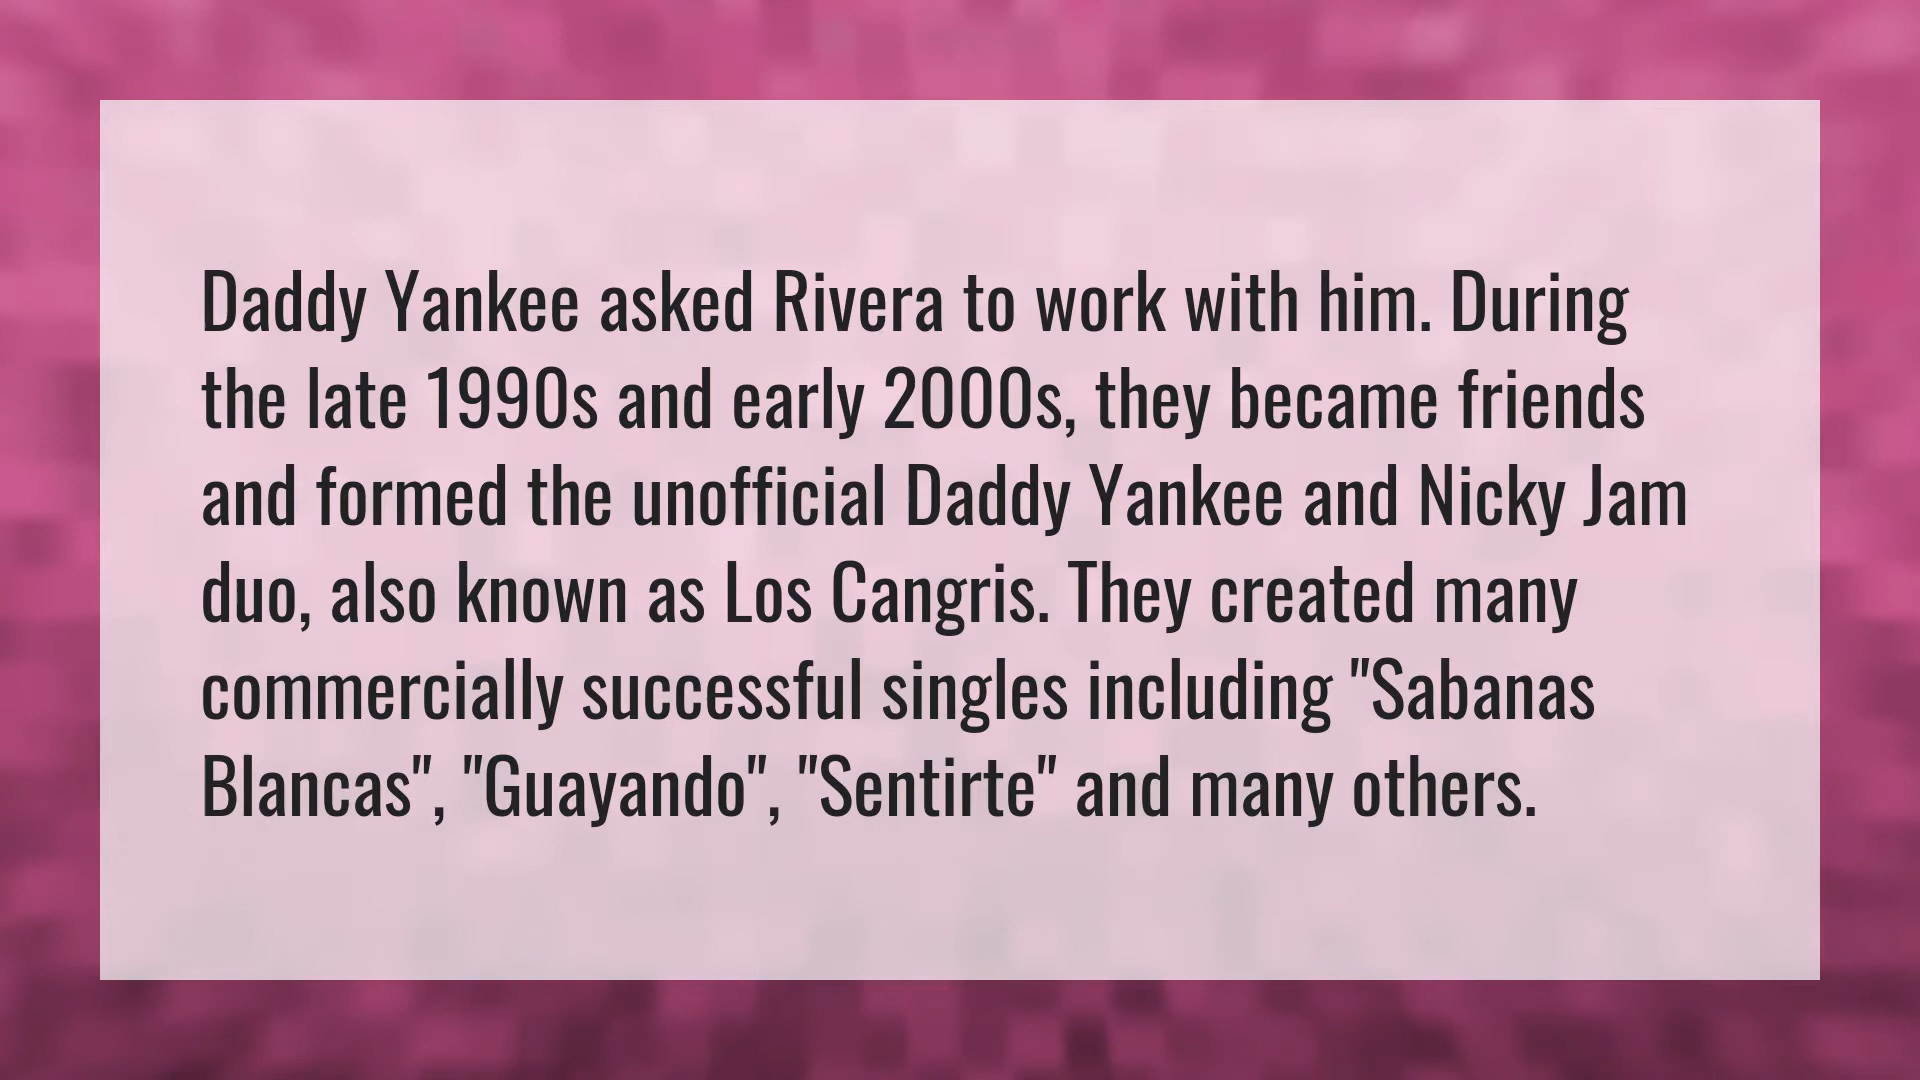 Daddy Yankee asked Rivera to work with him. During
the late 1990s and early 2000s, they became friends
and formed the unofficial Daddy Yankee and Nicky Jam
duo, also known as Los Cangris. They created many
commercially successful singles including "Sabanas
Blancas", "Guayando", "Sentirte" and many others.